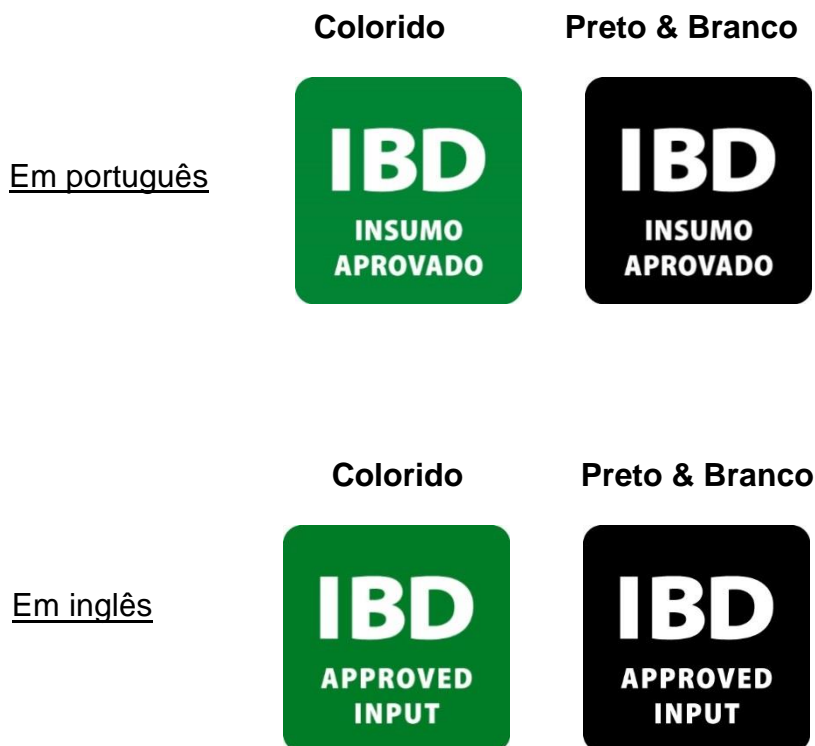 Colorido Preto & Branco
Em português
IBD IBD
INSUMO INSUMO
APROVADO APROVADO
Colorido Preto & Branco
Em inglês
IBD IBD
APPROVED APPROVED
INPUT INPUT